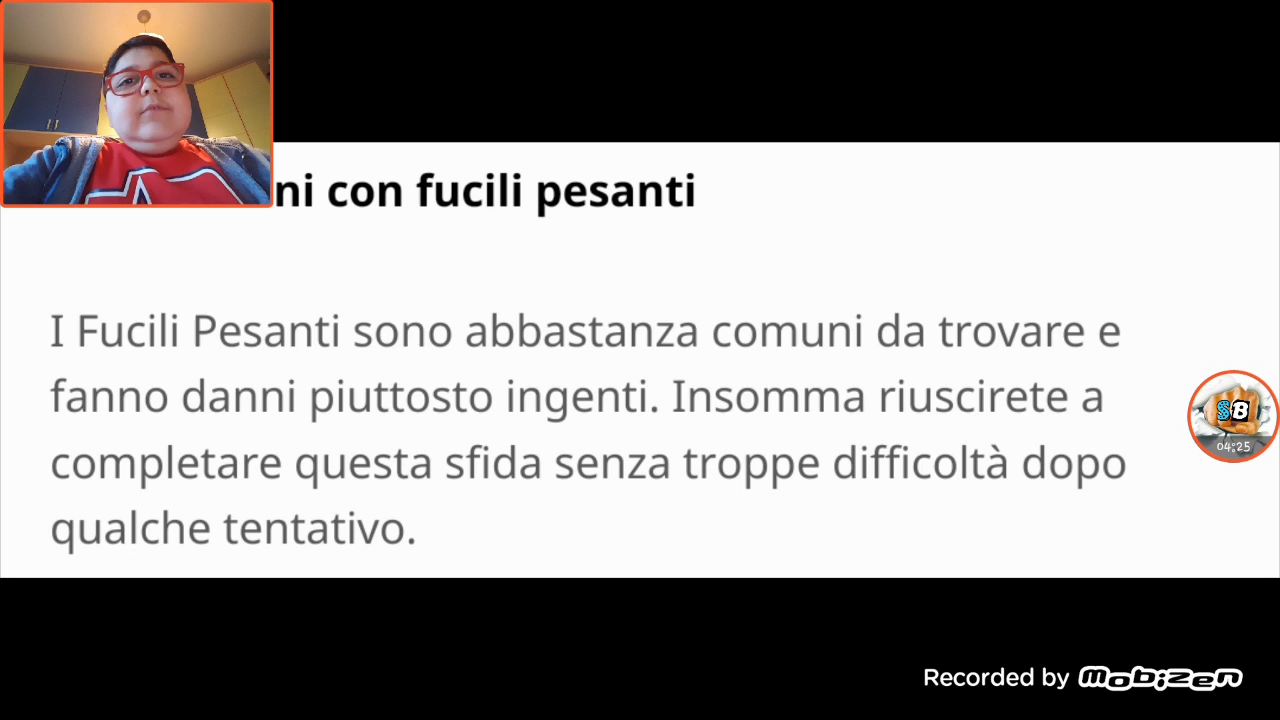 ni con fucili pesanti
I Fucili Pesanti sono abbastanza comuni da trovare e
fanno danni piuttosto ingenti. Insomma riuscirete a
completare questa sfida senza troppe difficoltà dopo
qualche tentativo.
SB
04:25
Recorded by mobizen